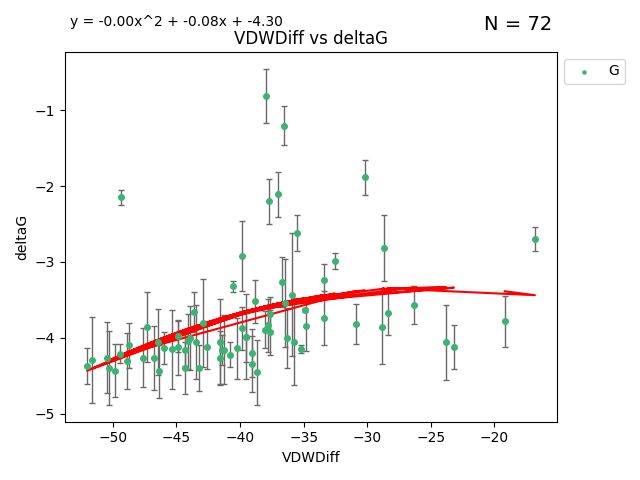 y = -0.00x^2 + -0.08x + -4.30
N = 72
VDWDiff vs deltaG
G
deltaG
−1
−2
−3
−4
−5
−50
−45
−40
−35
−30
−25
−20
VDWDiff